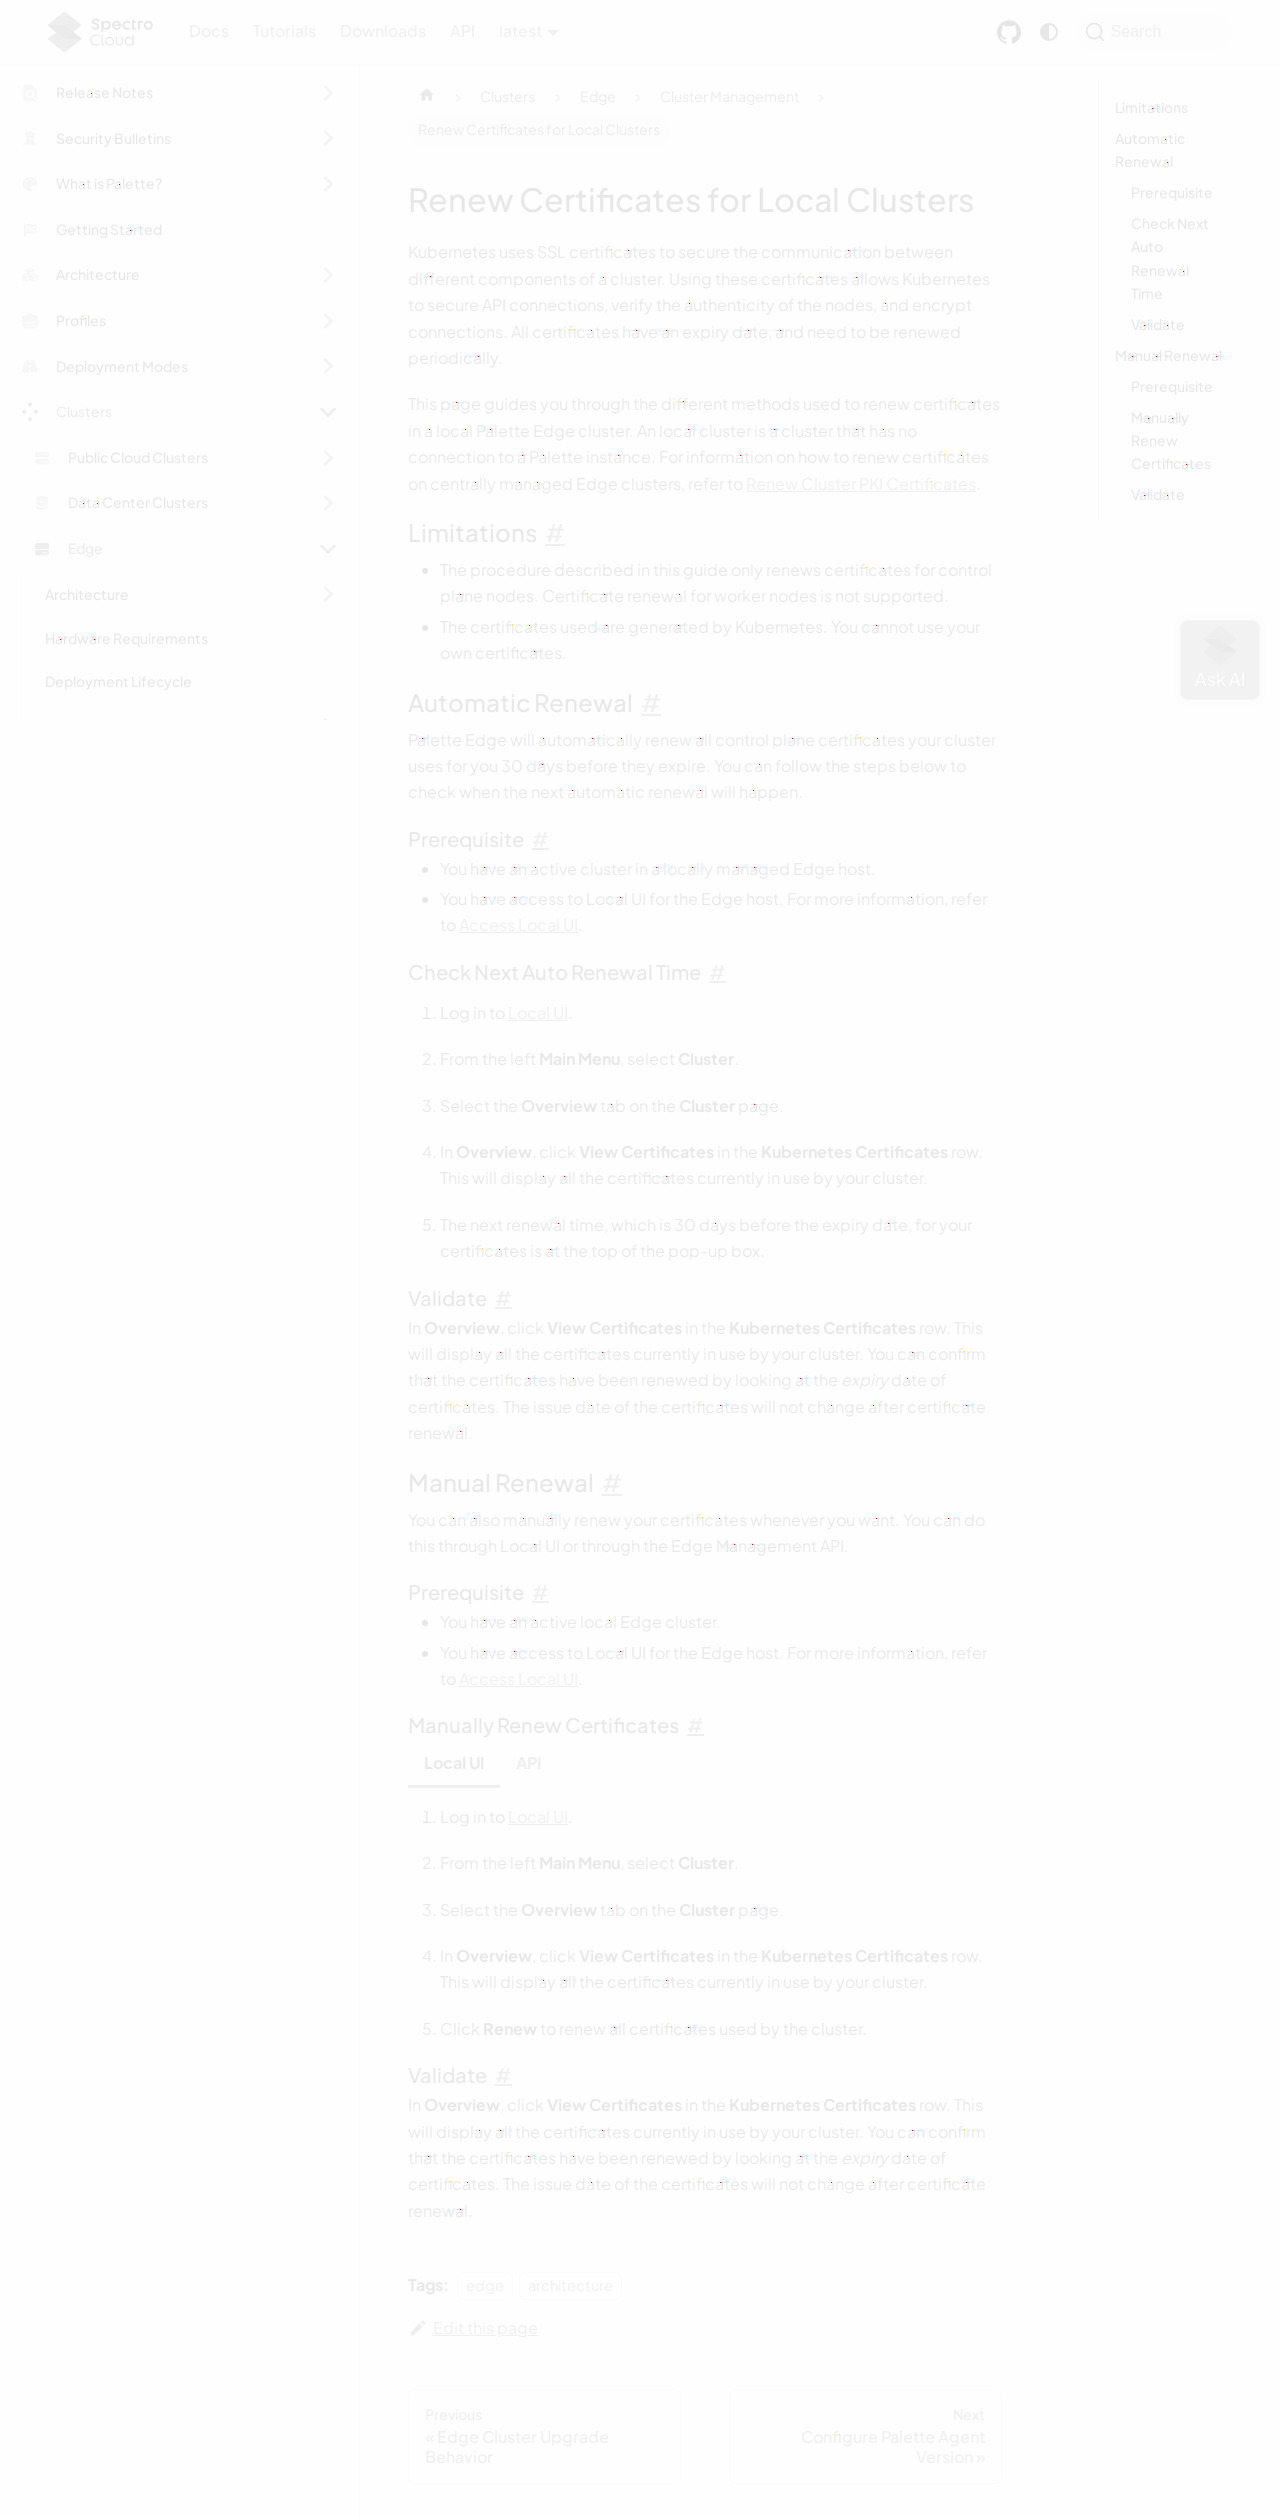 Spectro
Cloud
Docs
Tutorials
Downloads
API
latest
Search
Release Notes
Security Bulletins
What is Palette?
Getting Started
Architecture
Profiles
Deployment Modes
Clusters
Public Cloud Clusters
Data Center Clusters
Edge
Architecture
Hardware Requirements
Deployment Lifecycle
Clusters
Edge
Cluster Management
Renew Certificates for Local Clusters
Renew Certificates for Local Clusters
Kubernetes uses SSL certificates to secure the communication between
different components of a cluster. Using these certificates allows Kubernetes
to secure API connections, verify the authenticity of the nodes, and encrypt
connections. All certificates have an expiry date, and need to be renewed
periodically.
This page guides you through the different methods used to renew certificates
in a local Palette Edge cluster. An local cluster is a cluster that has no
connection to a Palette instance. For information on how to renew certificates
on centrally managed Edge clusters, refer to Renew Cluster PKI Certificates.
Limitations #
• The procedure described in this guide only renews certificates for control
plane nodes. Certificate renewal for worker nodes is not supported.
• The certificates used are generated by Kubernetes. You cannot use your
own certificates.
Automatic Renewal #
Palette Edge will automatically renew all control plane certificates your cluster
uses for you 30 days before they expire. You can follow the steps below to
check when the next automatic renewal will happen.
Prerequisite #
• You have an active cluster in a locally managed Edge host.
• You have access to Local UI for the Edge host. For more information, refer
to Access Local UI.
Check Next Auto Renewal Time #
1. Log in to Local UI.
2. From the left Main Menu, select Cluster.
3. Select the Overview tab on the Cluster page.
4. In Overview, click View Certificates in the Kubernetes Certificates row.
This will display all the certificates currently in use by your cluster.
5. The next renewal time, which is 30 days before the expiry date, for your
certificates is at the top of the pop-up box.
Validate #
In Overview, click View Certificates in the Kubernetes Certificates row. This
will display all the certificates currently in use by your cluster. You can confirm
that the certificates have been renewed by looking at the expiry date of
certificates. The issue date of the certificates will not change after certificate
renewal.
Manual Renewal #
You can also manually renew your certificates whenever you want. You can do
this through Local UI or through the Edge Management API.
Prerequisite #
• You have an active local Edge cluster.
• You have access to Local UI for the Edge host. For more information, refer
to Access Local UI.
Manually Renew Certificates #
Local UI
API
1. Log in to Local UI.
2. From the left Main Menu, select Cluster.
3. Select the Overview tab on the Cluster page.
4. In Overview, click View Certificates in the Kubernetes Certificates row.
This will display all the certificates currently in use by your cluster.
5. Click Renew to renew all certificates used by the cluster.
Validate #
In Overview, click View Certificates in the Kubernetes Certificates row. This
will display all the certificates currently in use by your cluster. You can confirm
that the certificates have been renewed by looking at the expiry date of
certificates. The issue date of the certificates will not change after certificate
renewal.
Tags:
edge
architecture
Edit this page
Previous
« Edge Cluster Upgrade
Behavior
Next
Configure Palette Agent
Version »
Limitations
Automatic
Renewal
Prerequisite
Check Next
Auto
Renewal
Time
Validate
Manual Renewal
Prerequisite
Manually
Renew
Certificates
Validate
Ask AI